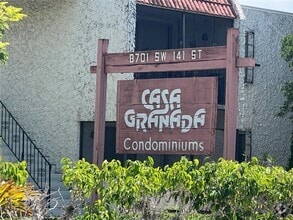 8701 SW 141 ST
CASA
GRANADA
Condominiums